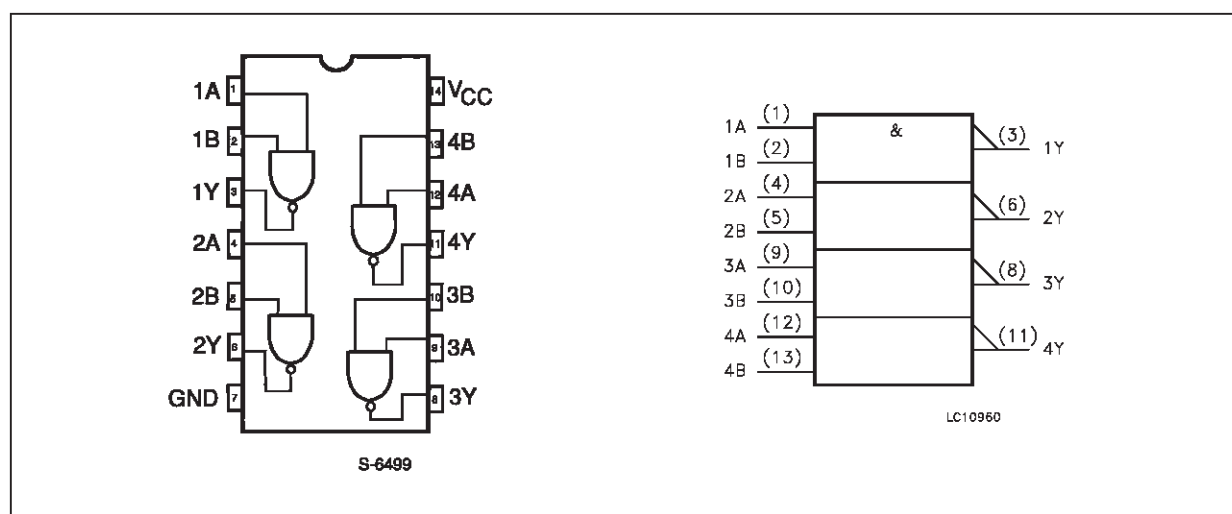 1A 1
1B 2
1Y 3
2A 4
2B 5
2Y 6
GND 7
14 VCC
13 4B
12 4A
11 4Y
10 3B
9 3A
8 3Y
S-6499
&
1A (1)
1B (2)
2A (4)
2B (5)
3A (9)
3B (10)
4A (12)
4B (13)
(3) 1Y
(6) 2Y
(8) 3Y
(11) 4Y
LC10960